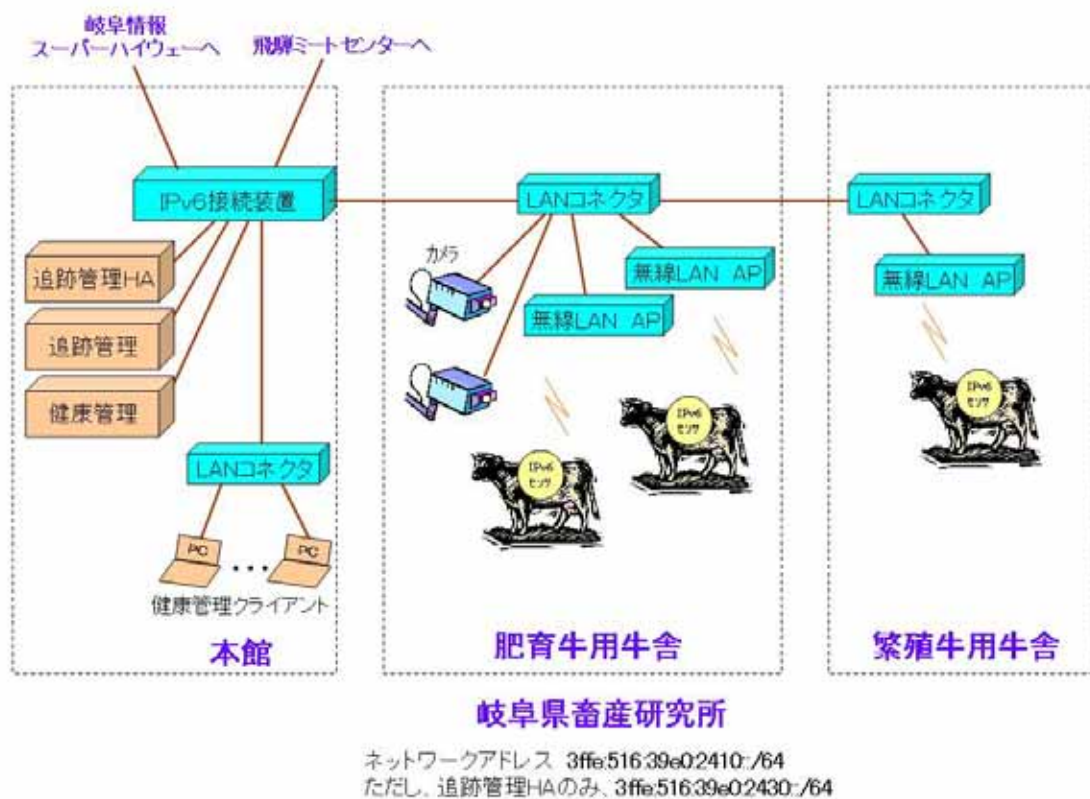 岐阜情報
スーパーハイウェーへ
飛騨ミートセンターへ
IPv6接続装置
LANコネクタ
LANコネクタ
追跡管理HA
追跡管理
健康管理
カメラ
無線LAN AP
無線LAN AP
無線LAN AP
LANコネクタ
IPv6
センサ
IPv6
センサ
IPv6
センサ
PC
・・・
PC
健康管理クライアント
本館
肥育牛用牛舎
繁殖牛用牛舎
岐阜県畜産研究所
ネットワークアドレス 3ffe:516:39e0:2410::/64
ただし、追跡管理HAのみ、3ffe:516:39e0:2430::/64